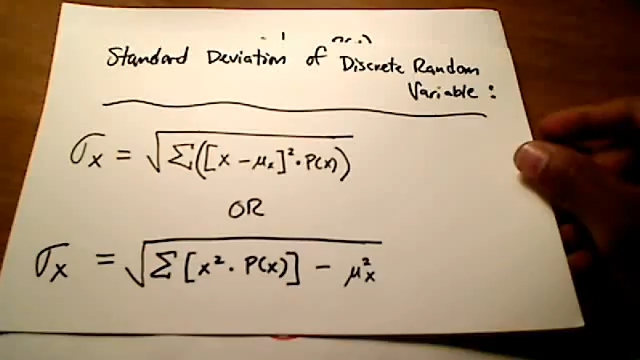 Standard Deviation of Discrete Random
Variable:
σx = √Σ([x - μx]²·P(x))
OR
σx = √Σ[x²·P(x)] - μx²